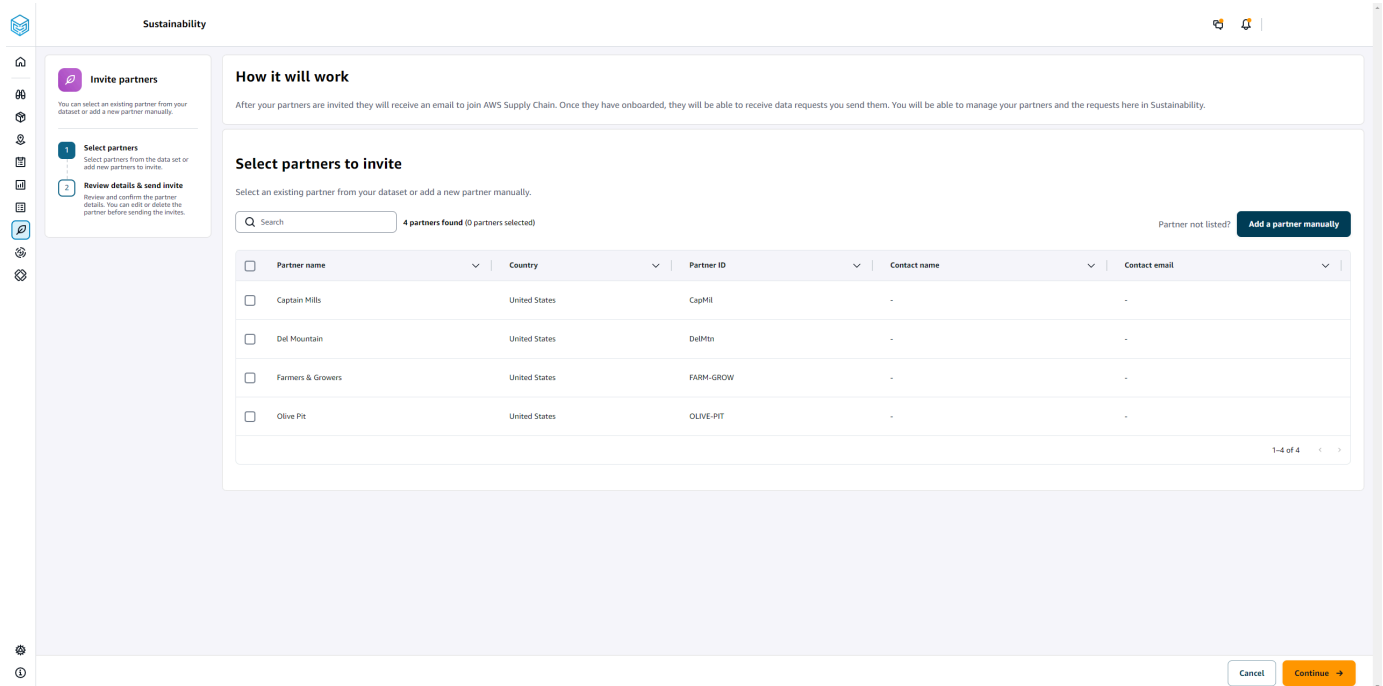 Sustainability
Invite partners
You can select an existing partner from your
dataset or add a new partner manually.
1
Select partners
Select partners from the data set or
add new partners to invite.
2
Review details & send invite
Review and confirm the partner
details. You can edit or delete the
partner before sending the invites.
How it will work
After your partners are invited they will receive an email to join AWS Supply Chain. Once they have onboarded, they will be able to receive data requests you send them. You will be able to manage your partners and the requests here in Sustainability.
Select partners to invite
Select an existing partner from your dataset or add a new partner manually.
Search 4 partners found (0 partners selected) Partner not listed? Add a partner manually
Partner name Country Partner ID Contact name Contact email
Captain Mills United States CapMil - -
Del Mountain United States DelMtn - -
Farmers & Growers United States FARM-GROW - -
Olive Pit United States OLIVE-PIT - -
1–4 of 4
Cancel Continue →